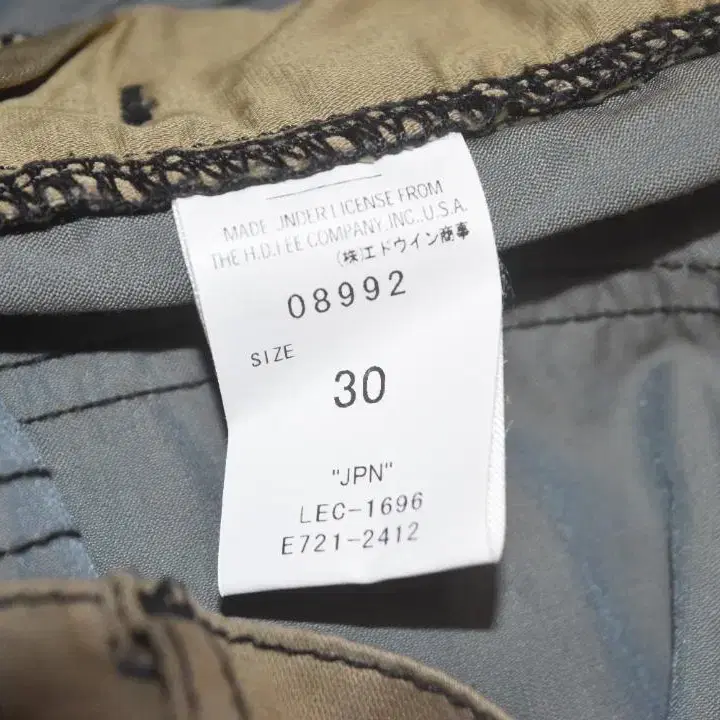 MADE JNDER LICENSE FROM
THE H.D.LEE COMPANY.INC.,U.S.A.
(株)エドウイン商事
08992
SIZE
30
"JPN"
LEC-1696
E721-2412